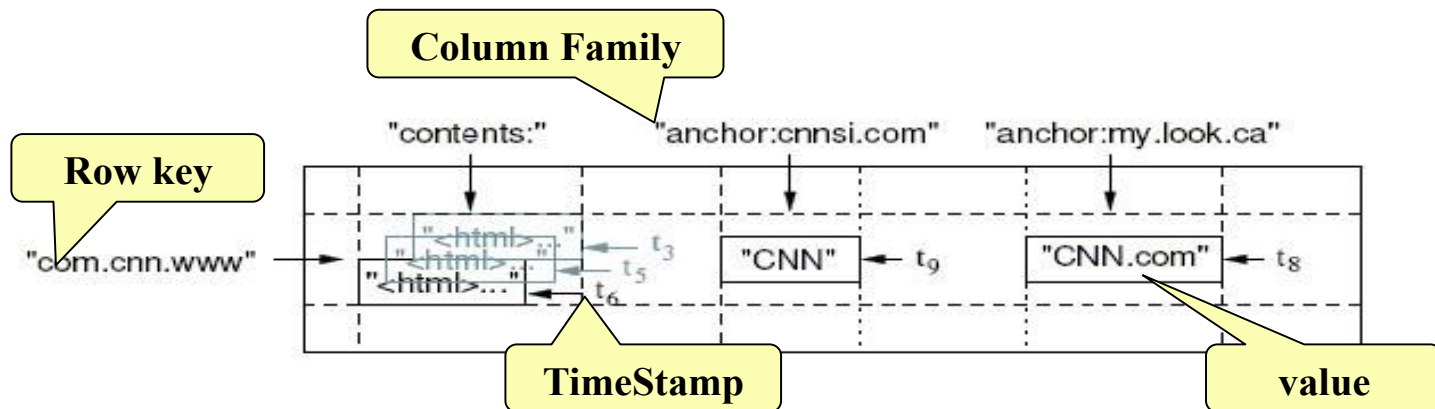 Column Family
"contents:" "anchor:cnnsi.com" "anchor:my.look.ca"
Row key
"<html>..." t3
"com.cnn.www" "<html>..." t5 "CNN" t9 "CNN.com" t8
"<html>..." t6
TimeStamp value